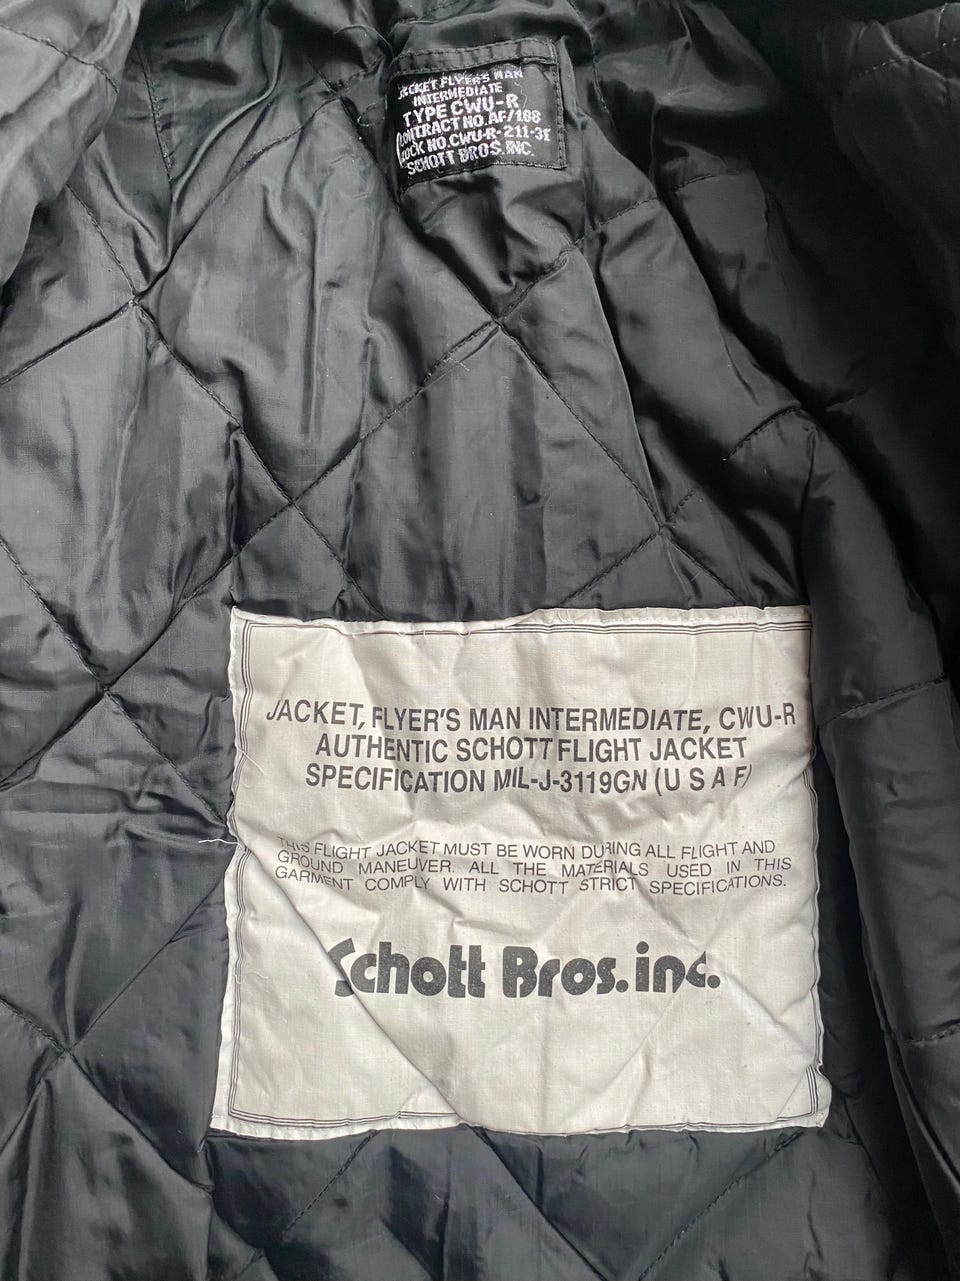 JACKET FLYER'S MAN
INTERMEDIATE
TYPE CWU-R
CONTRACT NO. AF/188
NO. CWU-R-211-
SCHOTT BROS. INC.
JACKET, FLYER'S MAN INTERMEDIATE, CWU-R
AUTHENTIC SCHOTT FLIGHT JACKET
SPECIFICATION MIL-J-3119GN (U S A F)
THIS FLIGHT JACKET MUST BE WORN DURING ALL FLIGHT AND
GROUND MANEUVER. ALL THE MATERIALS USED IN THIS
GARMENT COMPLY WITH SCHOTT STRICT SPECIFICATIONS.
Schott Bros. inc.